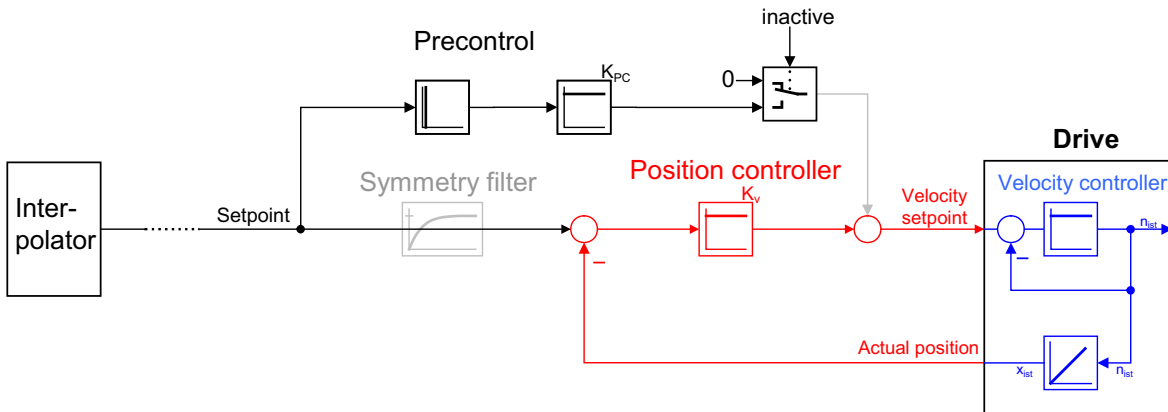 inactive
Precontrol
K_PC
0
Drive
Position controller
K_v
Symmetry filter
Velocity controller
Velocity
setpoint
Inter-
polator
Setpoint
n_ist
–
–
+
Actual position
x_ist
n_ist